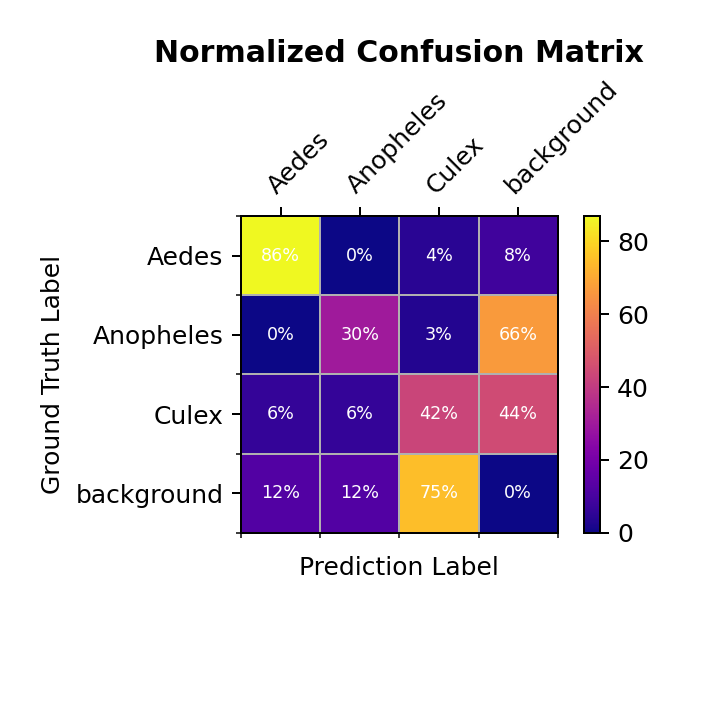 Normalized Confusion Matrix
Aedes Anopheles Culex background
Ground Truth Label
Aedes 86% 0% 4% 8%
Anopheles 0% 30% 3% 66%
Culex 6% 6% 42% 44%
background 12% 12% 75% 0%
Prediction Label
80
60
40
20
0